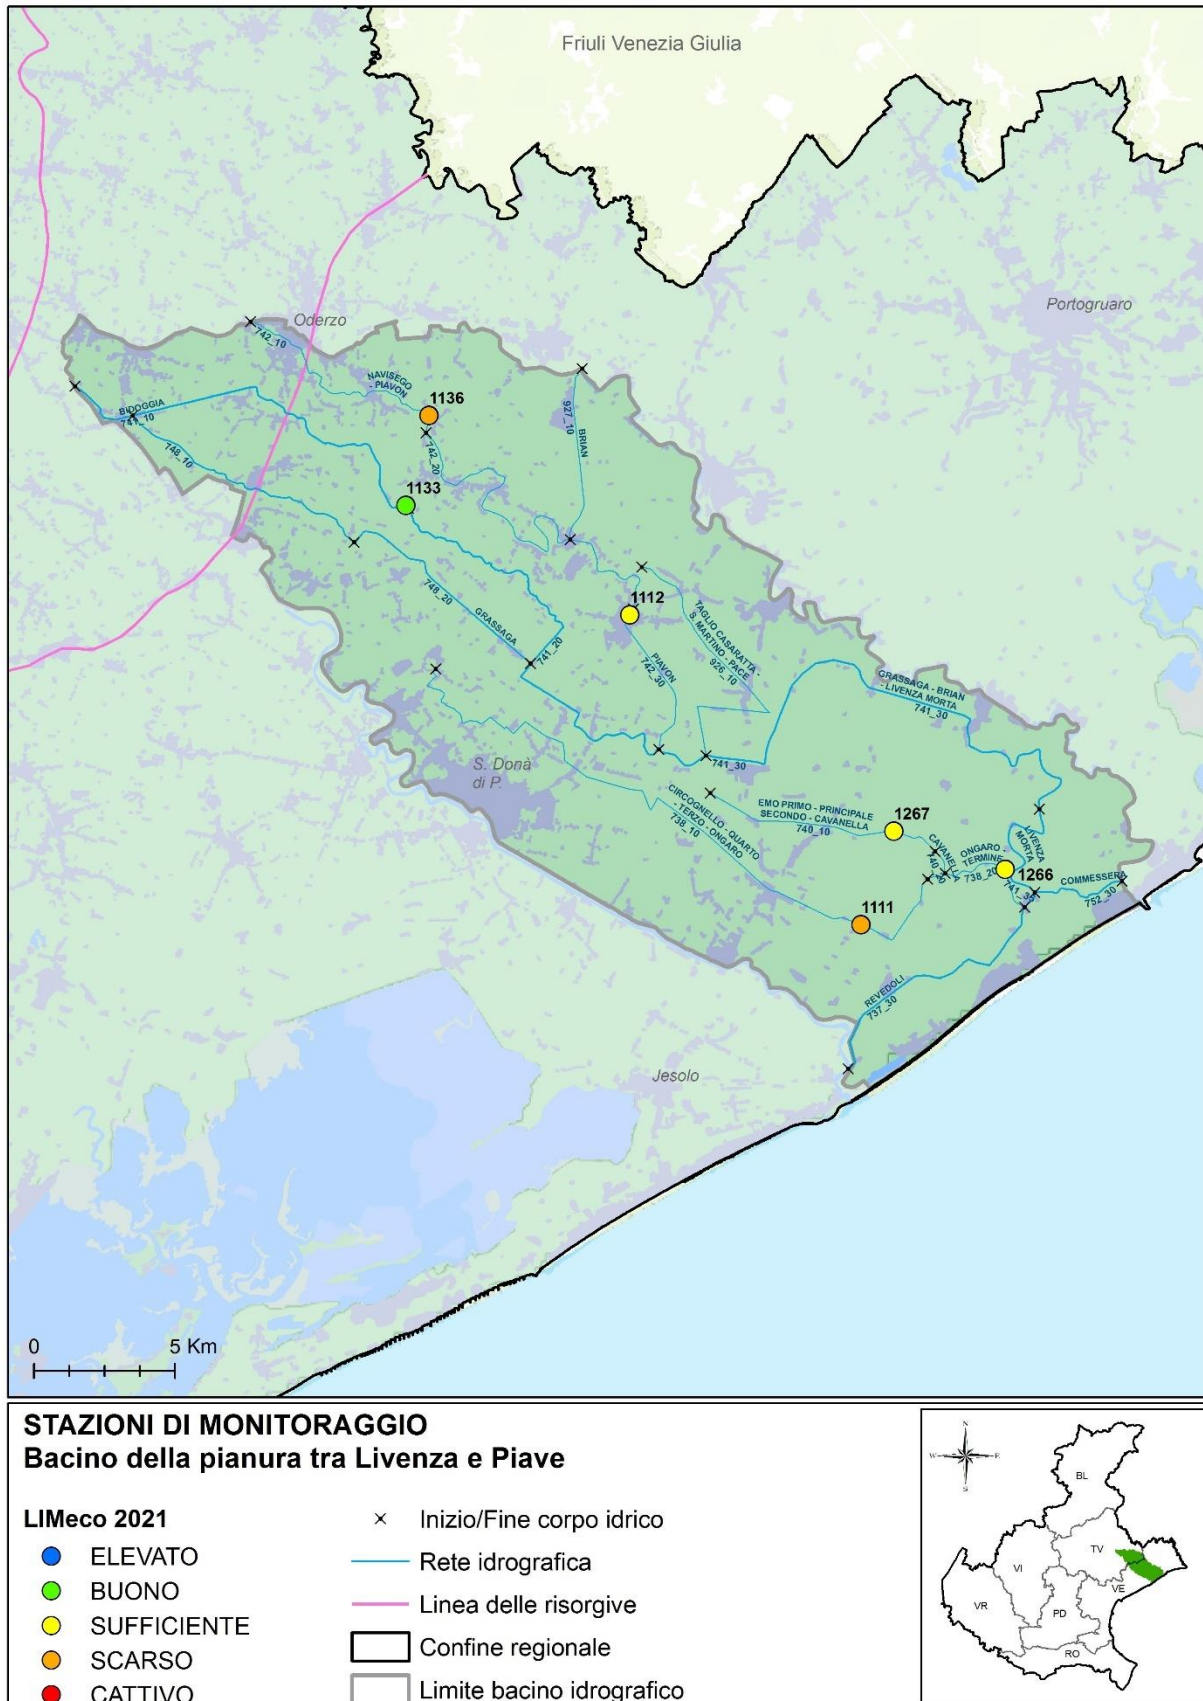 Friuli Venezia Giulia
Portogruaro
Oderzo
742_10
NAVISEGO
- PIAVON
1136
BIDOGGIA
741_10
748_10
742_20
927_10
BRIAN
1133
748_20
GRASSAGA
741_20
1112
PIAVON
742_30
TAGLIO CASARATTA -
S. MARTINO - PACE
926_10
GRASSAGA - BRIAN
- LIVENZA MORTA
741_30
741_30
S. Donà
di P.
CIRCOGNELLO - QUARTO
- TERZO - ONGARO
738_10
EMO PRIMO - PRINCIPALE
SECONDO - CAVANELLA
740_10
1267
CAVANELLA
740_20
ONGARO -
TERMINE
738_20
LIVENZA
MORTA
1266
741_35
COMMESSERA
752_30
1111
REVEDOLI
737_30
Jesolo
0 5 Km
STAZIONI DI MONITORAGGIO
Bacino della pianura tra Livenza e Piave
LIMeco 2021
ELEVATO
BUONO
SUFFICIENTE
SCARSO
CATTIVO
Inizio/Fine corpo idrico
Rete idrografica
Linea delle risorgive
Confine regionale
Limite bacino idrografico
N
W
E
S
BL
TV
VI
VE
VR
PD
RO